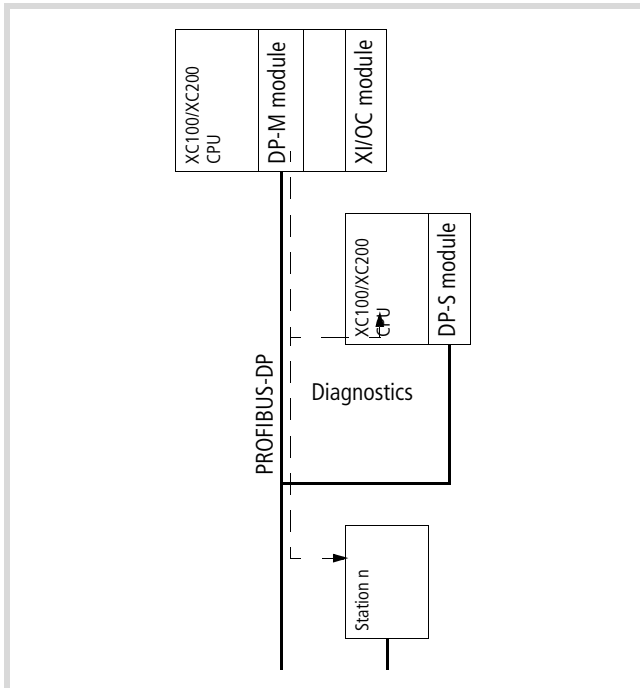 XC100/XC200
CPU
DP-M module
XI/OC module
XC100/XC200
CPU
DP-S module
PROFIBUS-DP
Diagnostics
Station n